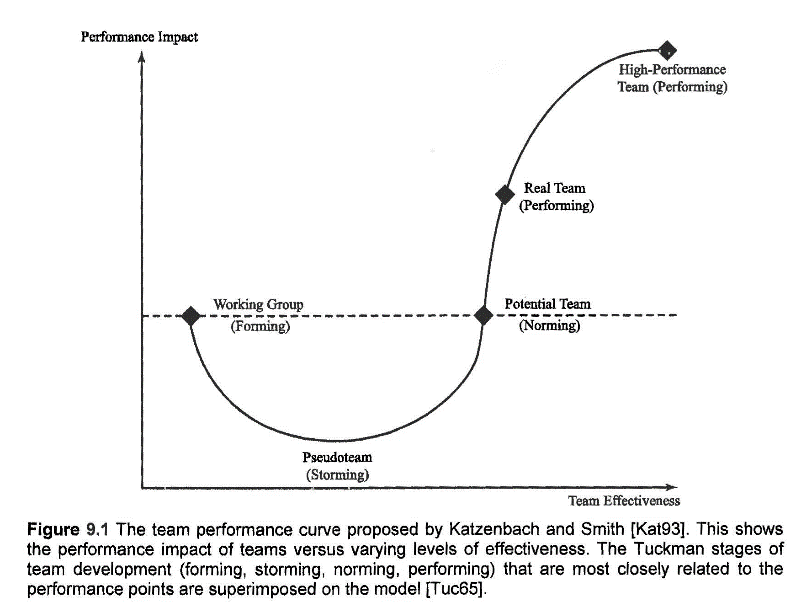 Performance Impact
High-Performance
Team (Performing)
Real Team
(Performing)
Working Group
(Forming)
Potential Team
(Norming)
Pseudoteam
(Storming)
Team Effectiveness
Figure 9.1 The team performance curve proposed by Katzenbach and Smith [Kat93]. This shows
the performance impact of teams versus varying levels of effectiveness. The Tuckman stages of
team development (forming, storming, norming, performing) that are most closely related to the
performance points are superimposed on the model [Tuc65].